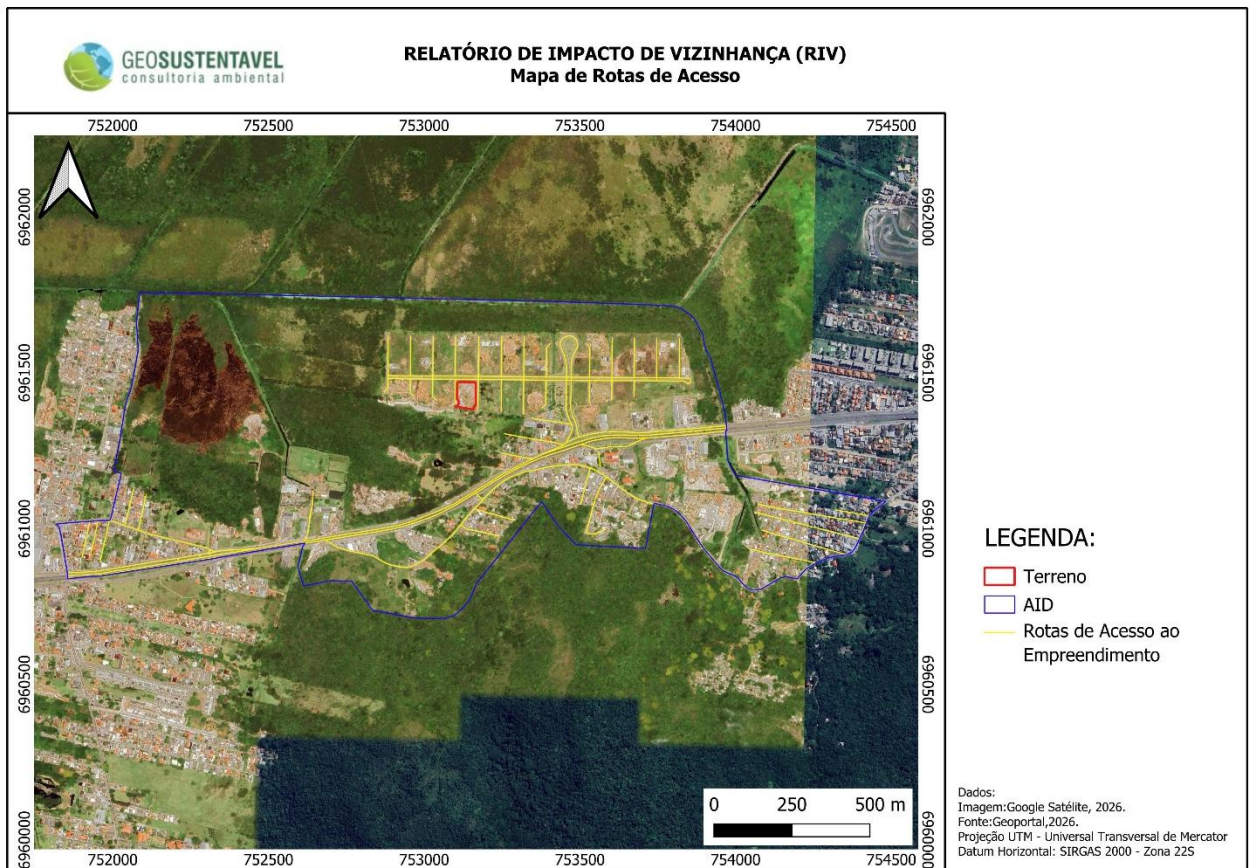 GEOSUSTENTAVEL
consultoria ambiental
RELATÓRIO DE IMPACTO DE VIZINHANÇA (RIV)
Mapa de Rotas de Acesso
752000 752500 753000 753500 754000 754500
6962000 6962000
6961500 6961500
6961000 6961000
6960500 6960500
6960000 6960000
0 250 500 m
752000 752500 753000 753500 754000 754500
LEGENDA:
Terreno
AID
Rotas de Acesso ao
Empreendimento
Dados:
Imagem:Google Satélite, 2026.
Fonte:Geoportal,2026.
Projeção UTM - Universal Transversal de Mercator
Datum Horizontal: SIRGAS 2000 - Zona 22S